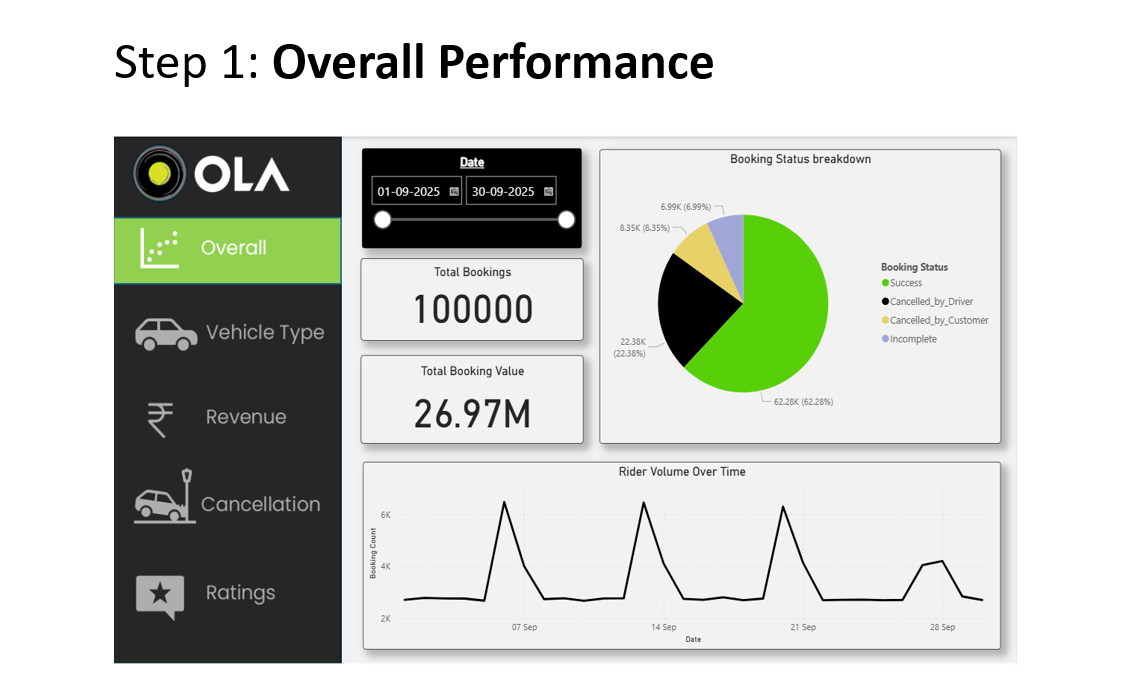 Step 1: Overall Performance
OLA
Overall
Vehicle Type
Revenue
Cancellation
Ratings
Date
01-09-2025
30-09-2025
Total Bookings
100000
Total Booking Value
26.97M
Booking Status breakdown
6.99K (6.99%)
8.35K (8.35%)
22.38K
(22.38%)
62.28K (62.28%)
Booking Status
Success
Cancelled_by_Driver
Cancelled_by_Customer
Incomplete
Rider Volume Over Time
Booking Count
6K
4K
2K
07 Sep
14 Sep
21 Sep
28 Sep
Date